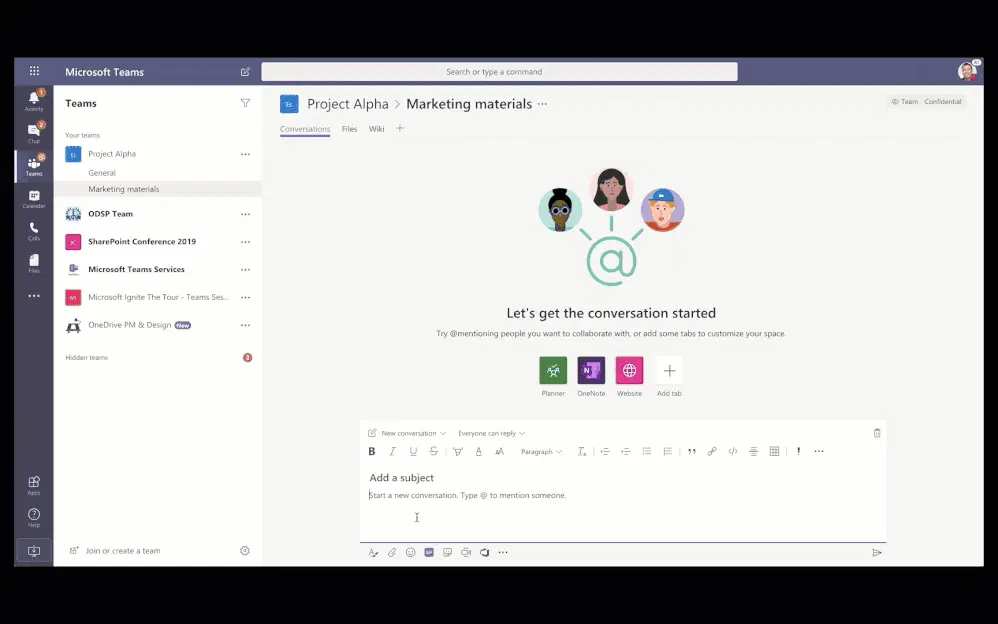 Microsoft Teams
Search or type a command
Activity
Chat
Teams
Calendar
Calls
Files
Apps
Help
Teams
Your teams
Project Alpha
General
Marketing materials
ODSP Team
SharePoint Conference 2019
Microsoft Teams Services
Microsoft Ignite The Tour - Teams Ses...
OneDrive PM & Design New
Hidden teams 3
Join or create a team
Project Alpha > Marketing materials ...
Team Confidential
Conversations Files Wiki +
Let's get the conversation started
Try @mentioning people you want to collaborate with, or add some tabs to customize your space.
Planner OneNote Website Add tab
New conversation Everyone can reply
B I U S A AA Paragraph
Add a subject
Start a new conversation. Type @ to mention someone.